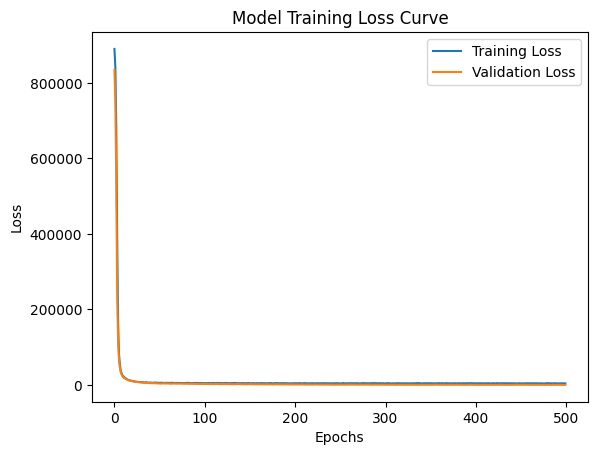 Model Training Loss Curve
Training Loss
Validation Loss
800000
600000
400000
200000
0
Loss
0 100 200 300 400 500
Epochs